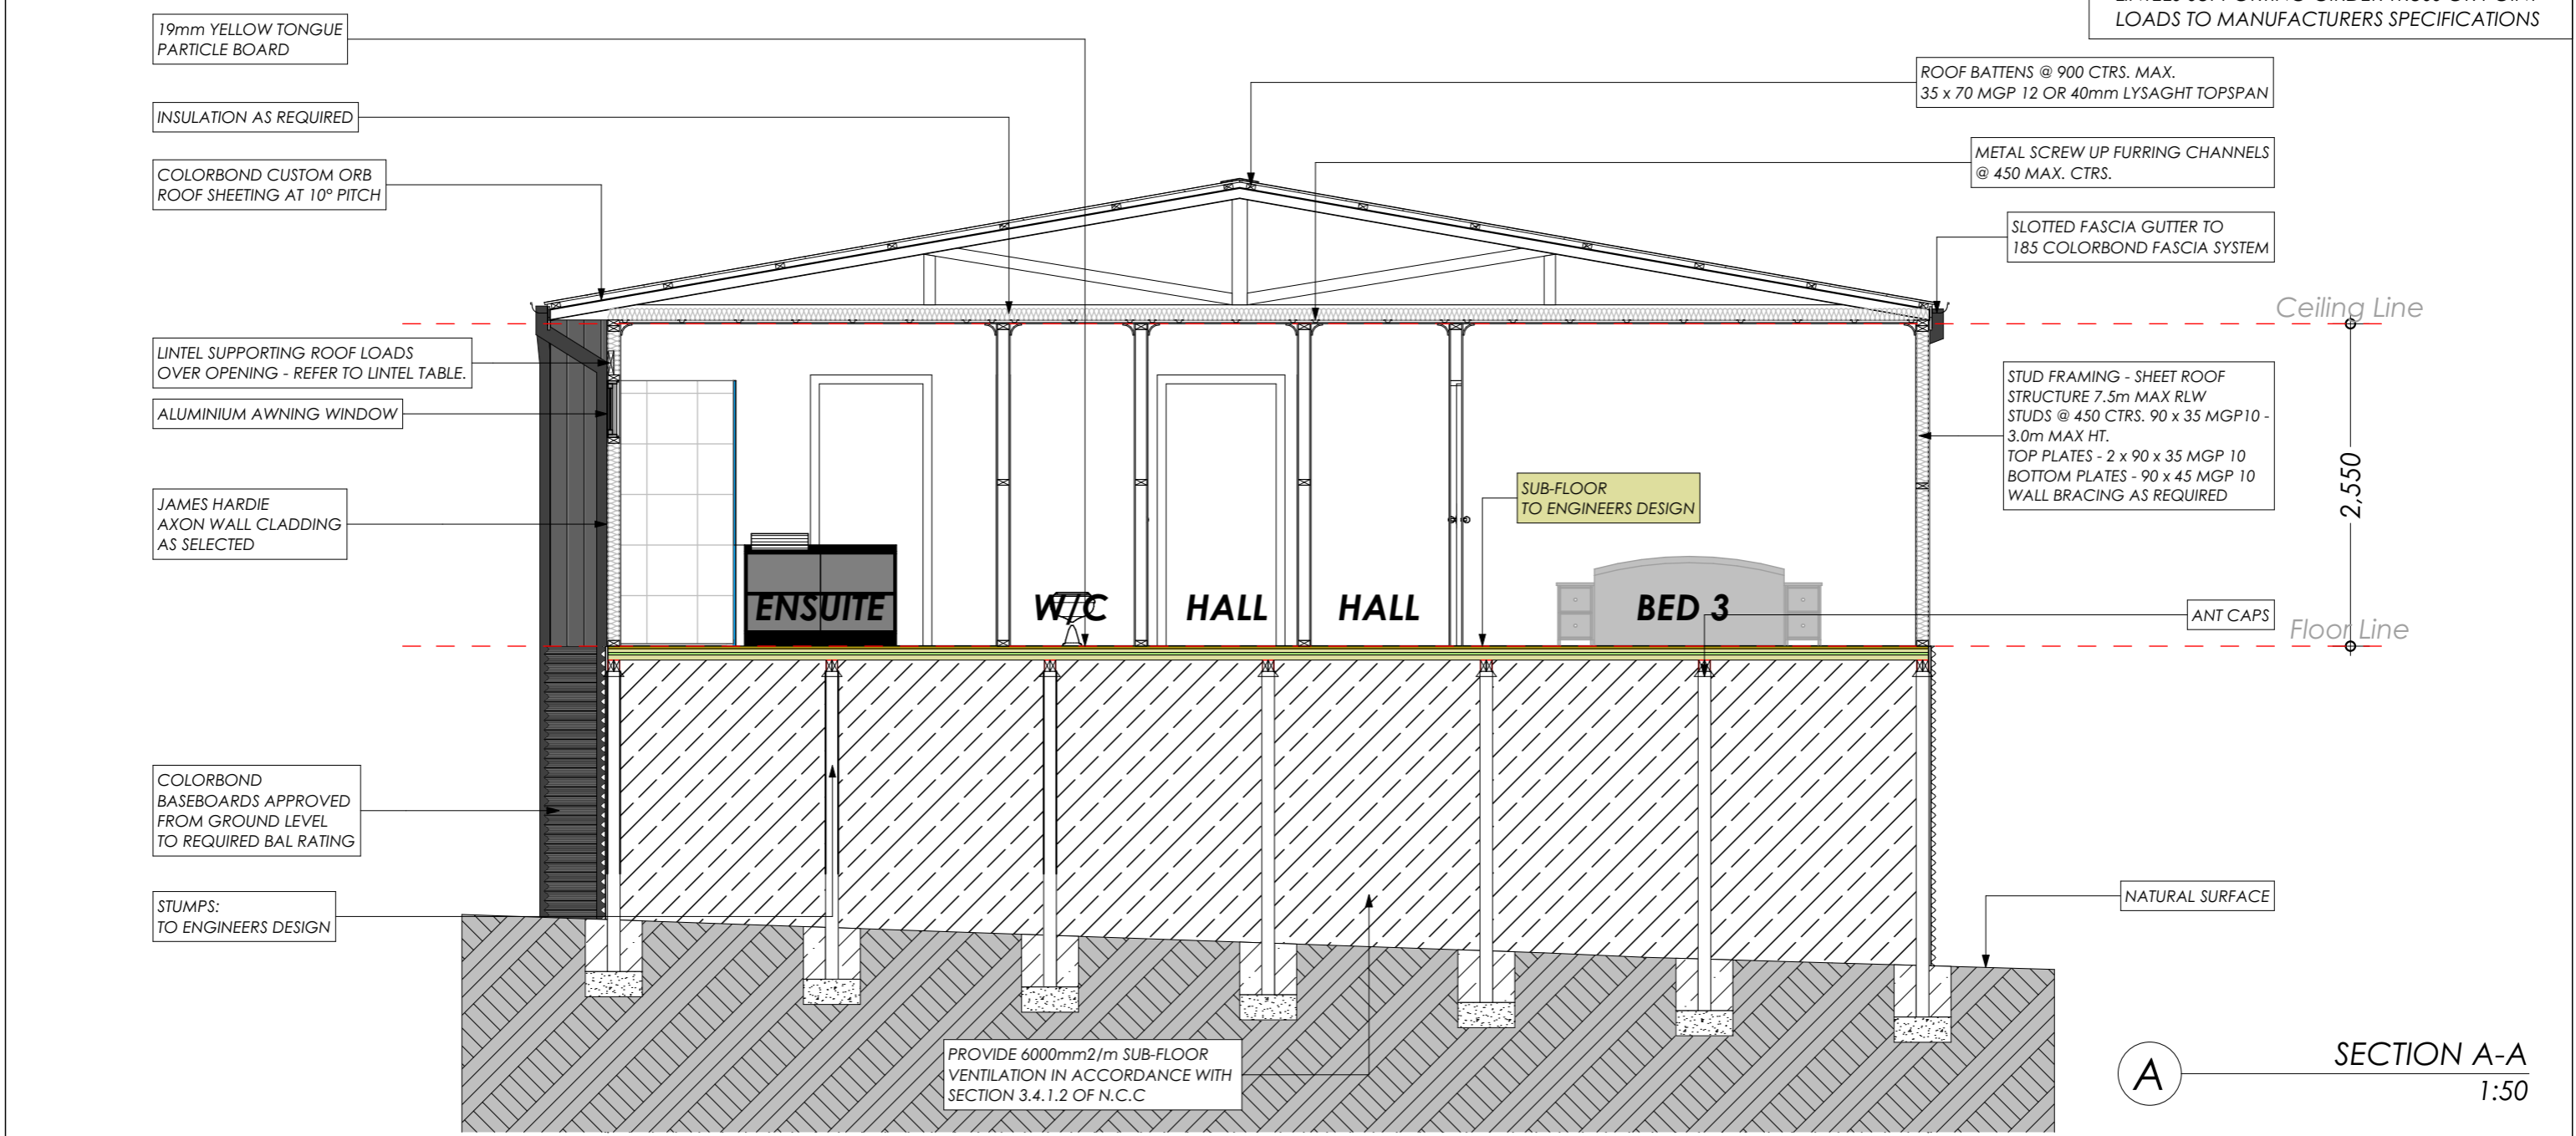 LOADS TO MANUFACTURERS SPECIFICATIONS
19mm YELLOW TONGUE
PARTICLE BOARD
INSULATION AS REQUIRED
COLORBOND CUSTOM ORB
ROOF SHEETING AT 10° PITCH
ROOF BATTENS @ 900 CTRS. MAX.
35 x 70 MGP 12 OR 40mm LYSAGHT TOPSPAN
METAL SCREW UP FURRING CHANNELS
@ 450 MAX. CTRS.
SLOTTED FASCIA GUTTER TO
185 COLORBOND FASCIA SYSTEM
Ceiling Line
LINTEL SUPPORTING ROOF LOADS
OVER OPENING - REFER TO LINTEL TABLE.
ALUMINIUM AWNING WINDOW
JAMES HARDIE
AXON WALL CLADDING
AS SELECTED
STUD FRAMING - SHEET ROOF
STRUCTURE 7.5m MAX RLW
STUDS @ 450 CTRS. 90 x 35 MGP10 -
3.0m MAX HT.
TOP PLATES - 2 x 90 x 35 MGP 10
BOTTOM PLATES - 90 x 45 MGP 10
WALL BRACING AS REQUIRED
2,550
SUB-FLOOR
TO ENGINEERS DESIGN
ENSUITE
W/C
HALL
HALL
BED 3
ANT CAPS
Floor Line
COLORBOND
BASEBOARDS APPROVED
FROM GROUND LEVEL
TO REQUIRED BAL RATING
STUMPS:
TO ENGINEERS DESIGN
NATURAL SURFACE
PROVIDE 6000mm2/m SUB-FLOOR
VENTILATION IN ACCORDANCE WITH
SECTION 3.4.1.2 OF N.C.C
A
SECTION A-A
1:50